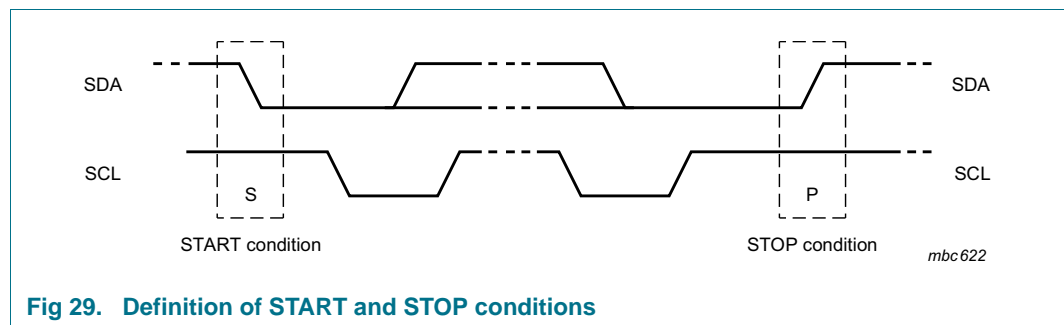 SDA
SDA
SCL
SCL
S
P
START condition
STOP condition
mbc622
Fig 29. Definition of START and STOP conditions